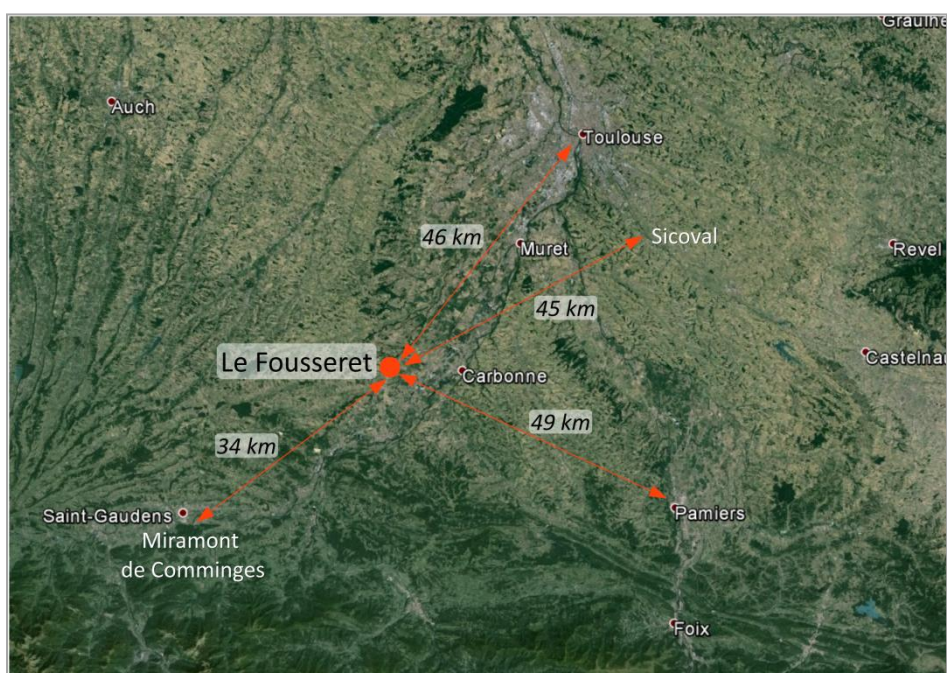 Graulhe
Auch
Toulouse
46 km
Sicoval
Muret
Revel
45 km
Le Fousseret
Castelnau
Carbonne
49 km
34 km
Saint-Gaudens
Pamiers
Miramont
de Comminges
Foix